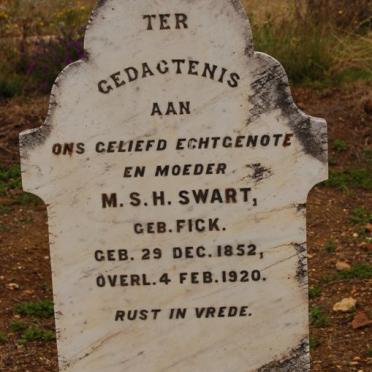 TER
GEDAGTENIS
AAN
ONS GELIEFD ECHTGENOTE
EN MOEDER
M.S.H. SWART,
GEB. FICK.
GEB. 29 DEC. 1852,
OVERL. 4 FEB. 1920.
RUST IN VREDE.